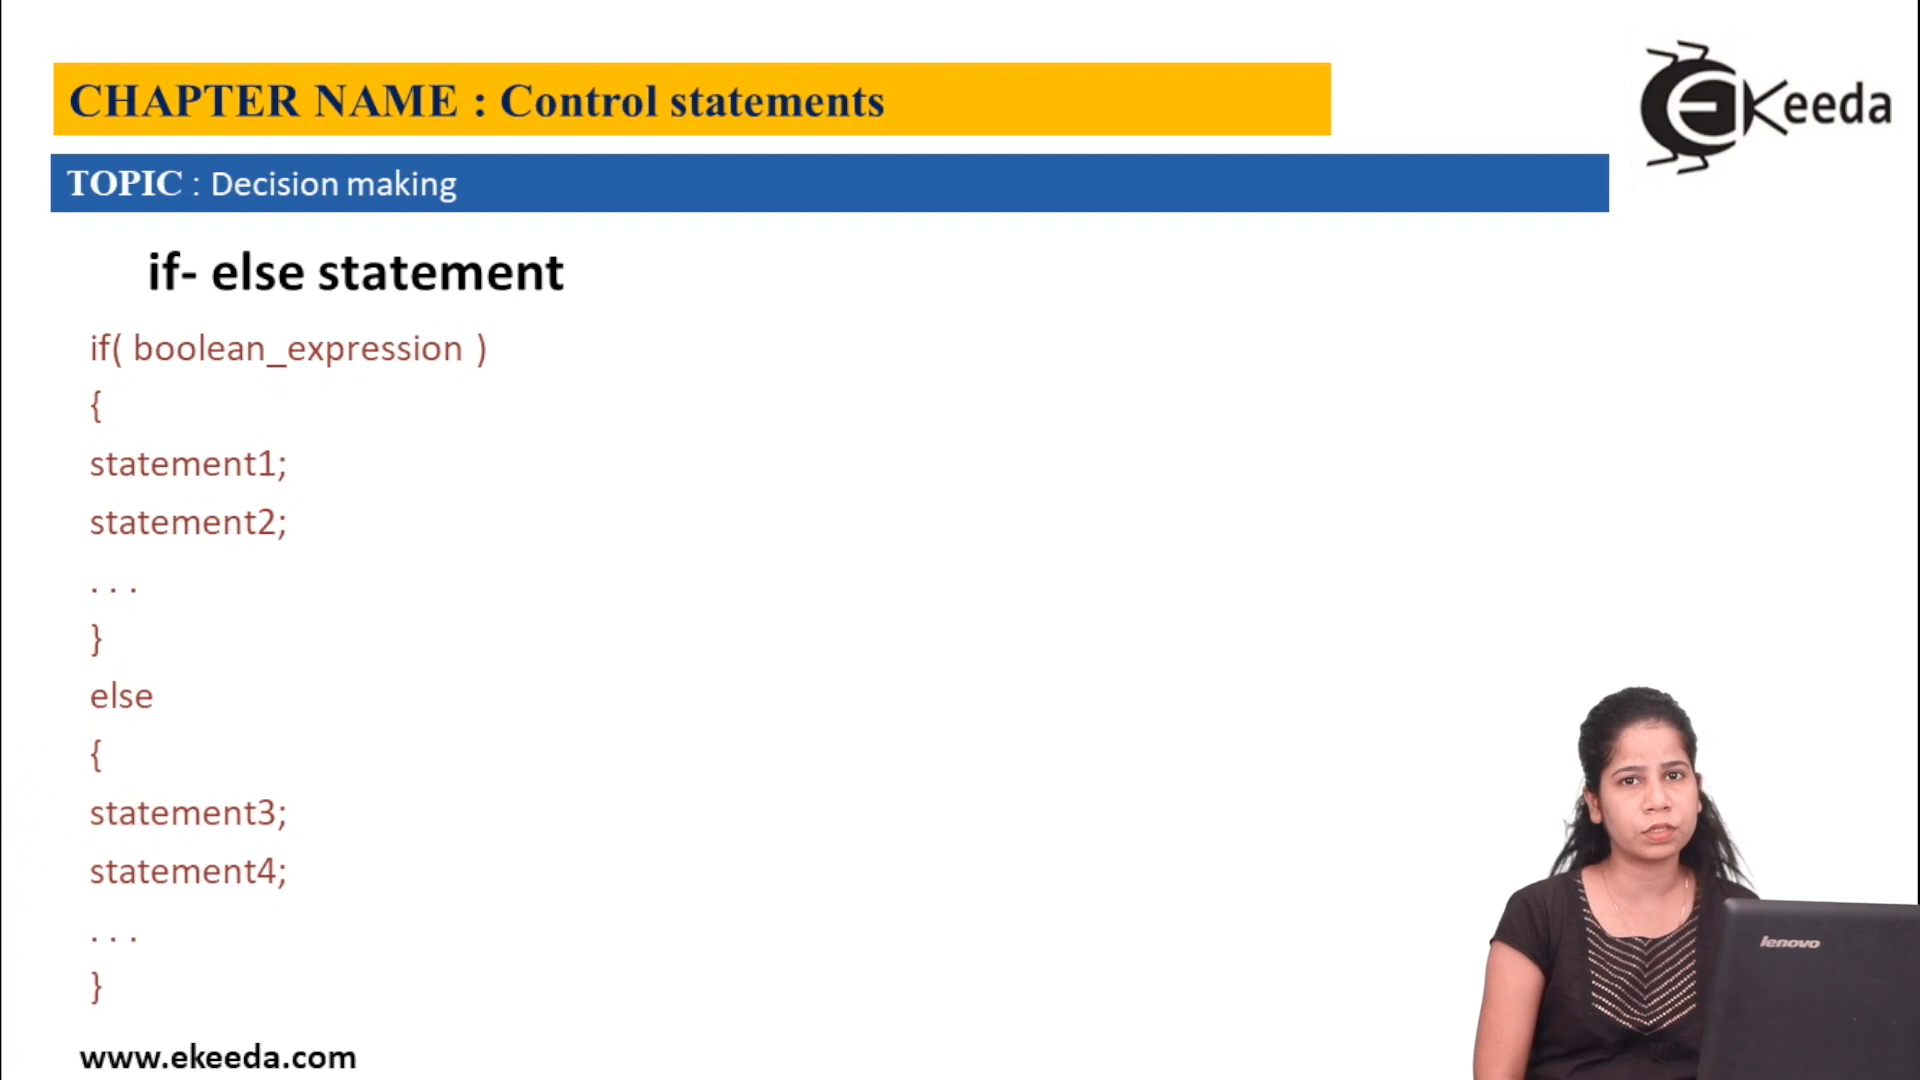 CHAPTER NAME : Control statements
EKeeda
TOPIC : Decision making
if- else statement
if( boolean_expression )
{
statement1;
statement2;
. . .
}
else
{
statement3;
statement4;
. . .
}
lenovo
www.ekeeda.com